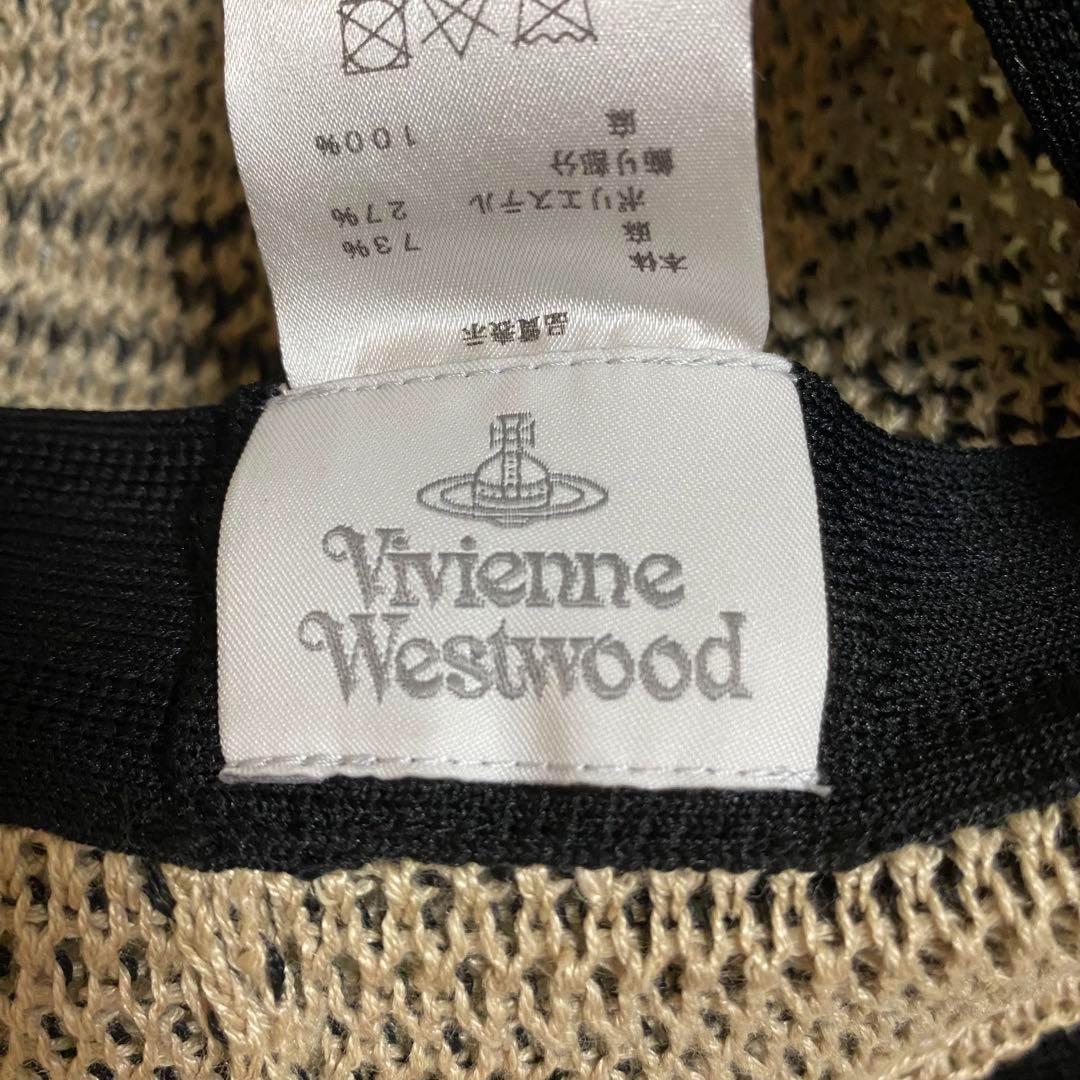 品質表示
本体
麻 73%
ポリエステル 27%
飾り部分
麻 100%
Vivienne
Westwood